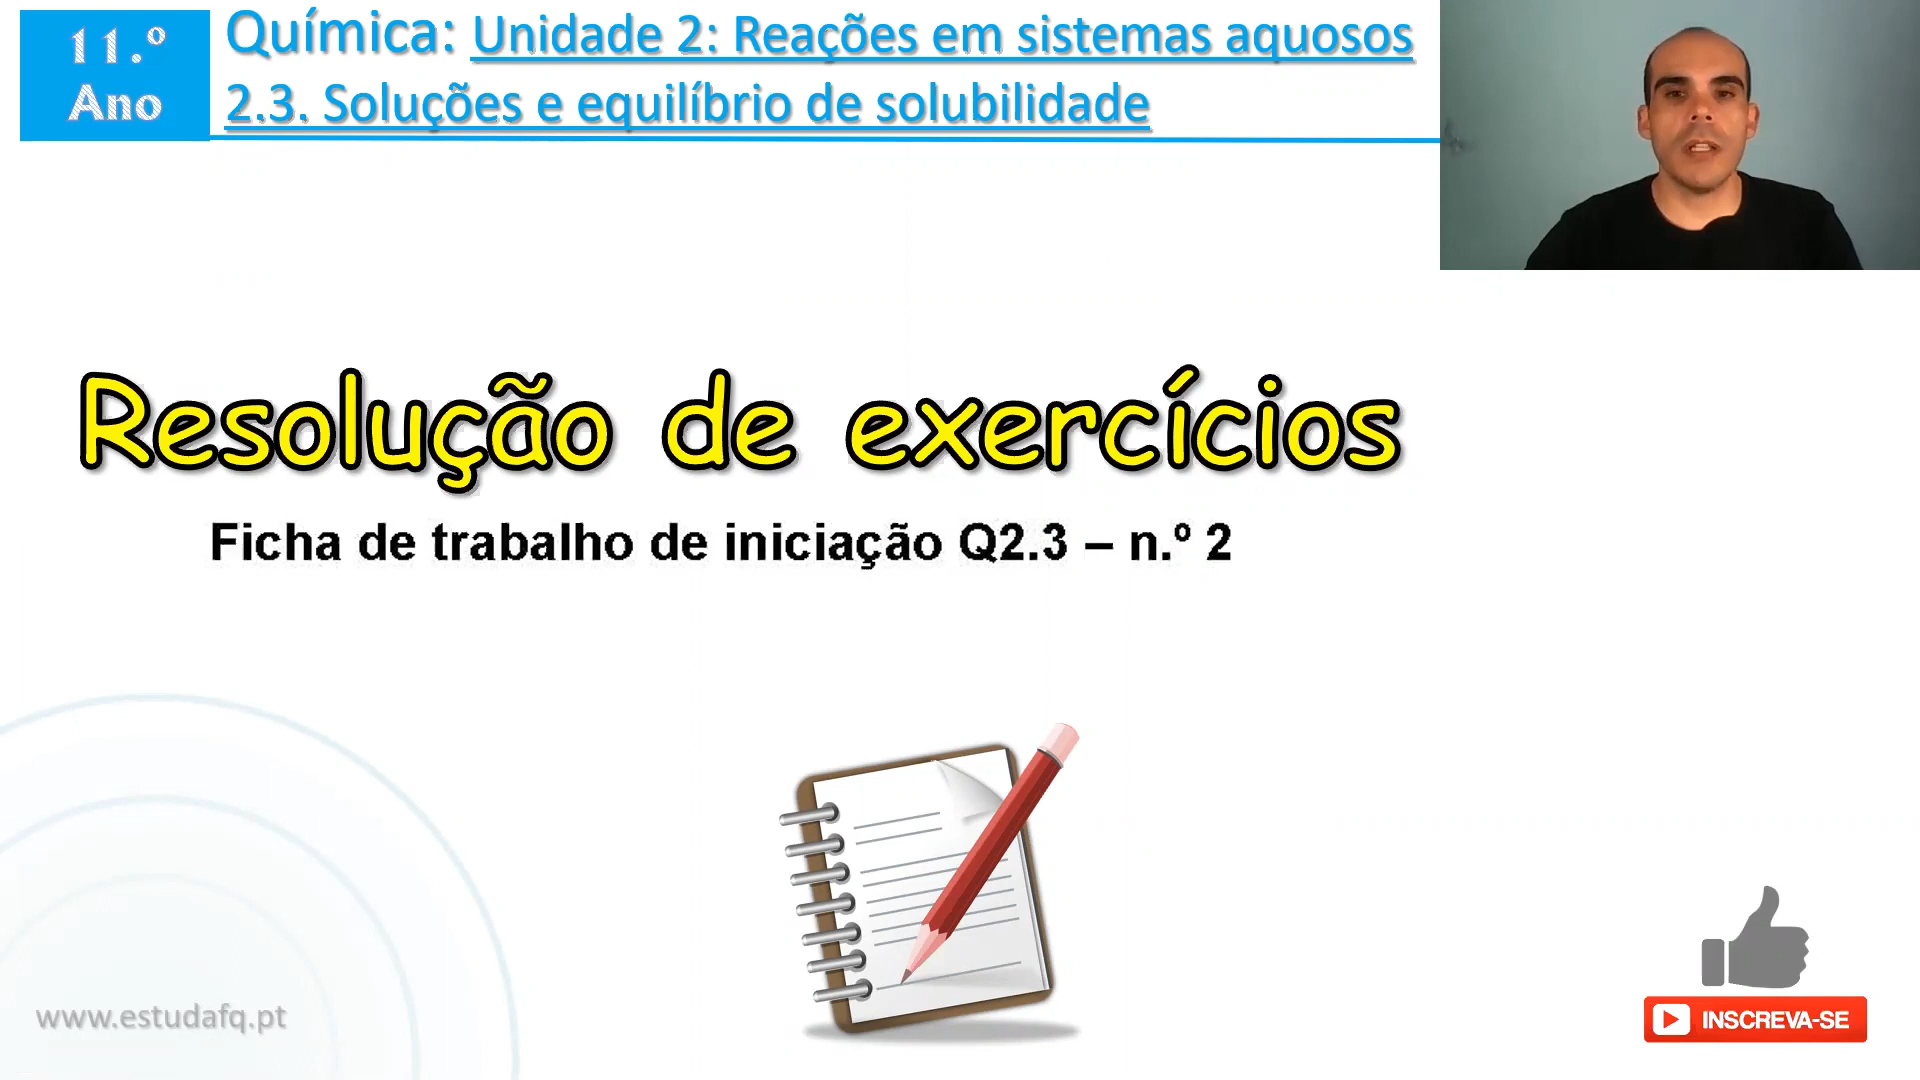 11.º
Ano
Química: Unidade 2: Reações em sistemas aquosos
2.3. Soluções e equilíbrio de solubilidade
Resolução de exercícios
Ficha de trabalho de iniciação Q2.3 – n.º 2
www.estudafq.pt
INSCREVA-SE